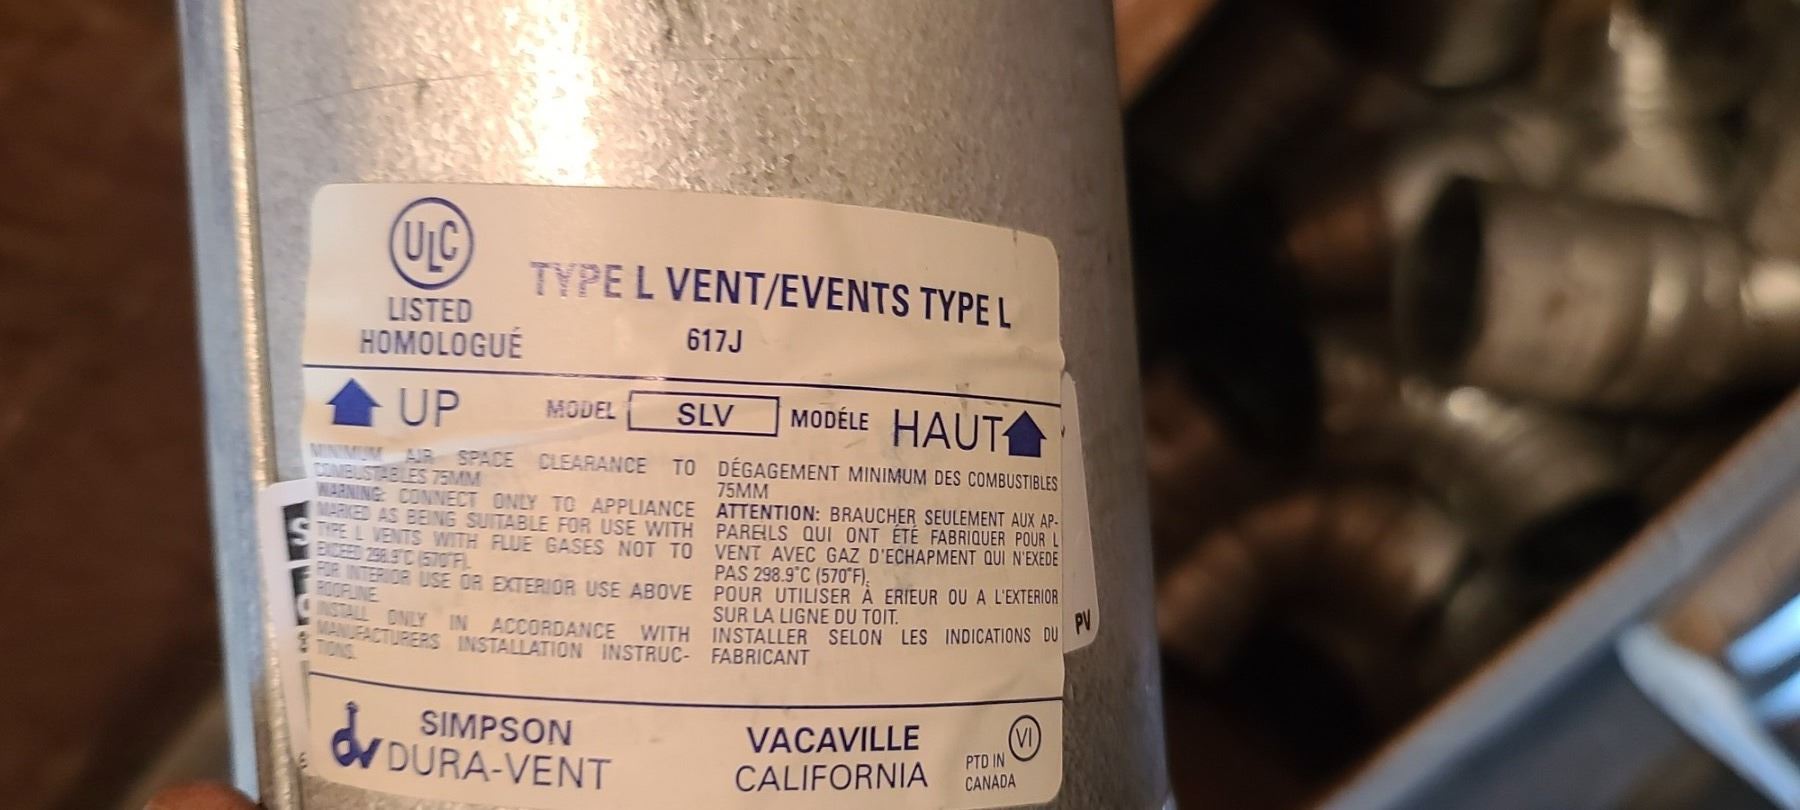 ULC
LISTED
HOMOLOGUÉ
TYPE L VENT/EVENTS TYPE L
617J
UP
MODEL SLV MODÉLE
HAUT
MINIMUM AIR SPACE CLEARANCE TO
COMBUSTABLES 75MM
WARNING: CONNECT ONLY TO APPLIANCE
MARKED AS BEING SUITABLE FOR USE WITH
TYPE L VENTS WITH FLUE GASES NOT TO
EXCEED 298.9°C (570°F).
FOR INTERIOR USE OR EXTERIOR USE ABOVE
ROOFLINE.
INSTALL ONLY IN ACCORDANCE WITH
MANUFACTURERS INSTALLATION INSTRUC-
TIONS.
DÉGAGEMENT MINIMUM DES COMBUSTIBLES
75MM
ATTENTION: BRAUCHER SEULEMENT AUX AP-
PAREILS QUI ONT ÉTÉ FABRIQUER POUR L
VENT AVEC GAZ D'ECHAPMENT QUI N'EXEDE
PAS 298.9°C (570°F),
POUR UTILISER À ERIEUR OU A L'EXTERIOR
SUR LA LIGNE DU TOIT.
INSTALLER SELON LES INDICATIONS DU
FABRICANT
PV
dv SIMPSON
DURA-VENT
VACAVILLE
CALIFORNIA
PTD IN
CANADA
VI